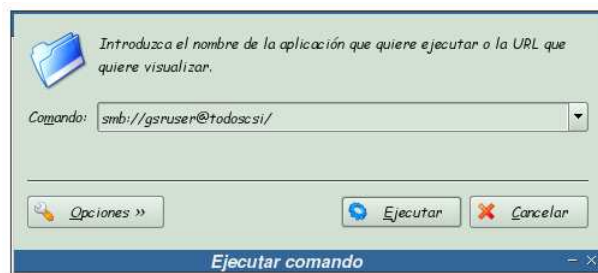 Introduzca el nombre de la aplicación que quiere ejecutar o la URL que
quiere visualizar.
Comando: smb://gsruser@todoscsi/
Opciones »
Ejecutar
Cancelar
Ejecutar comando